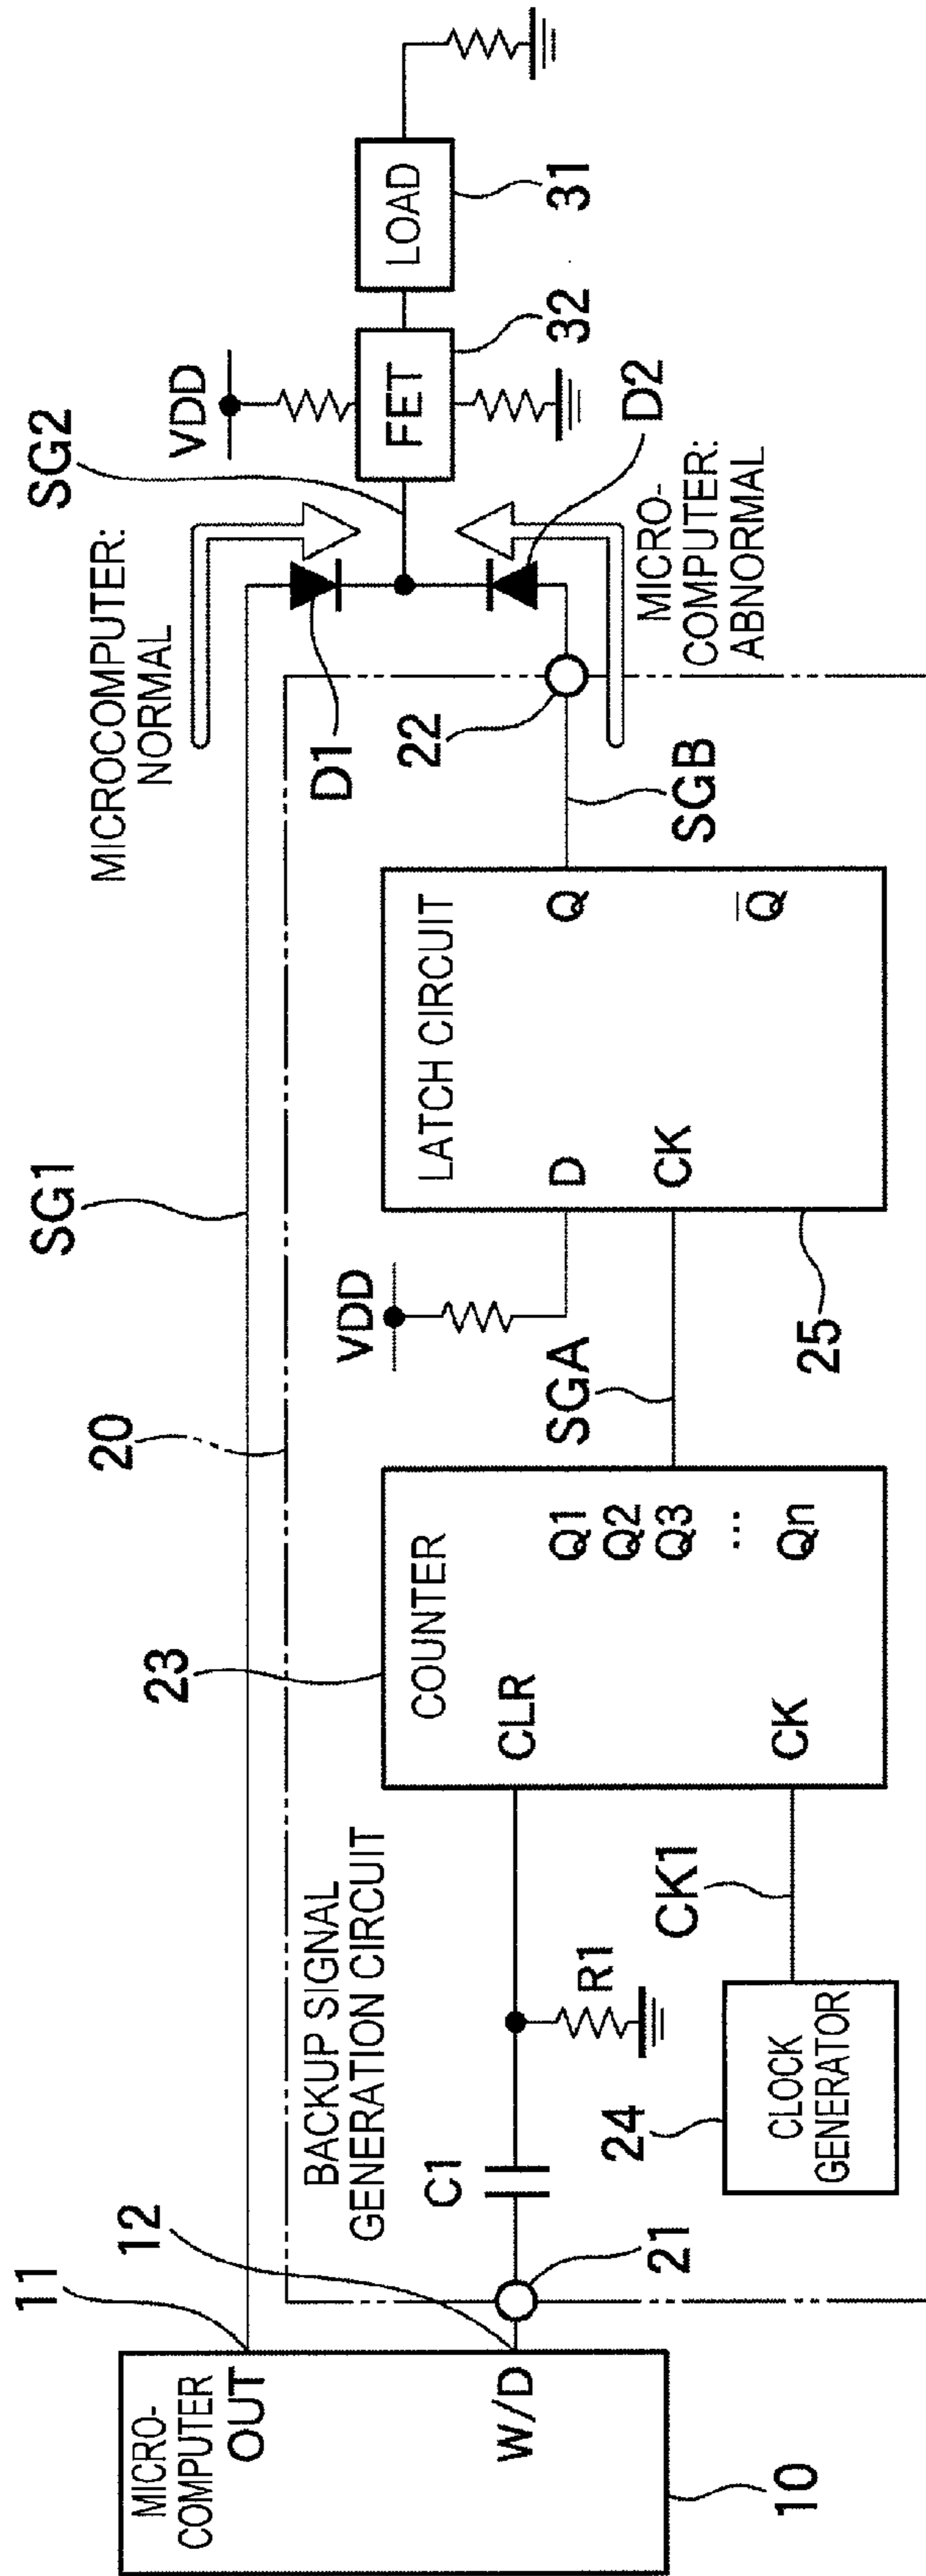 MICRO-
COMPUTER
OUT
W/D
10
11
12
21
BACKUP SIGNAL
GENERATION CIRCUIT
C1
R1
24
CLOCK
GENERATOR
CK1
23
COUNTER
CLR
CK
Q1
Q2
Q3
...
Qn
20
SGA
SG1
VDD
LATCH CIRCUIT
D
CK
Q
Q̅
25
SGB
22
MICROCOMPUTER:
NORMAL
D1
SG2
MICRO-
COMPUTER:
ABNORMAL
D2
VDD
FET
32
LOAD
31